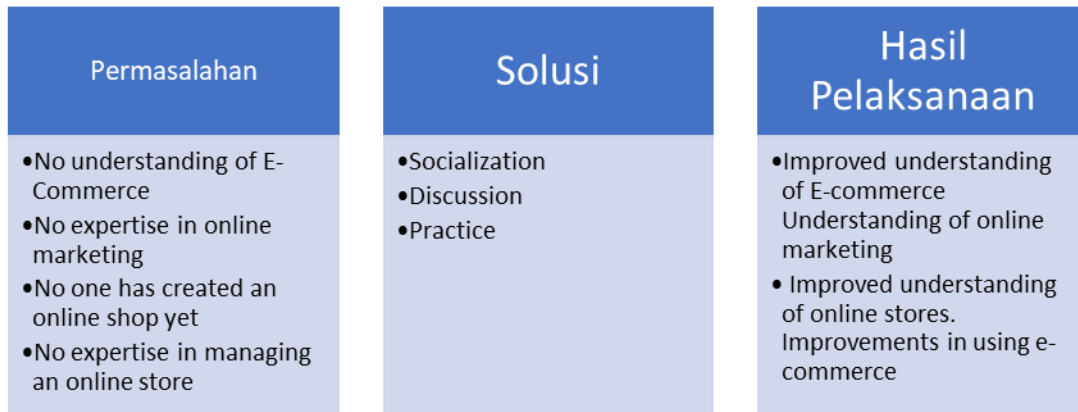 Permasalahan
•No understanding of E-
Commerce
•No expertise in online
marketing
•No one has created an
online shop yet
•No expertise in managing
an online store
Solusi
•Socialization
•Discussion
•Practice
Hasil
Pelaksanaan
•Improved understanding
of E-commerce
Understanding of online
marketing
• Improved understanding
of online stores.
Improvements in using e-
commerce